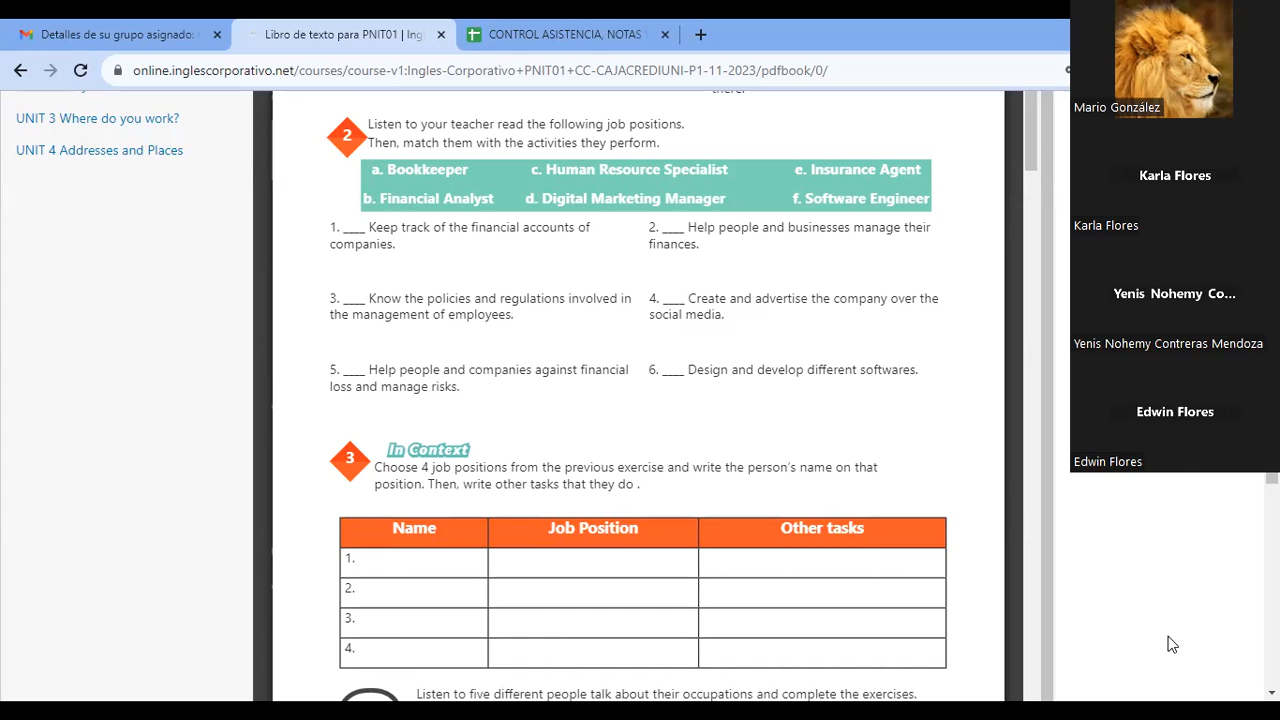 Detalles de su grupo asignado:
Libro de texto para PNIT01 | Ing
CONTROL ASISTENCIA, NOTAS
online.inglescorporativo.net/courses/course-v1:Ingles-Corporativo+PNIT01+CC-CAJACREDIUNI-P1-11-2023/pdfbook/0/
UNIT 3 Where do you work?
UNIT 4 Addresses and Places
there?
2
Listen to your teacher read the following job positions.
Then, match them with the activities they perform.
a. Bookkeeper c. Human Resource Specialist e. Insurance Agent
b. Financial Analyst d. Digital Marketing Manager f. Software Engineer
1. ____ Keep track of the financial accounts of
companies.
2. ____ Help people and businesses manage their
finances.
3. ____ Know the policies and regulations involved in
the management of employees.
4. ____ Create and advertise the company over the
social media.
5. ____ Help people and companies against financial
loss and manage risks.
6. ____ Design and develop different softwares.
3
In Context
Choose 4 job positions from the previous exercise and write the person's name on that
position. Then, write other tasks that they do .
Name Job Position Other tasks
1.
2.
3.
4.
Listen to five different people talk about their occupations and complete the exercises.
Mario González
Karla Flores
Karla Flores
Yenis Nohemy Co...
Yenis Nohemy Contreras Mendoza
Edwin Flores
Edwin Flores